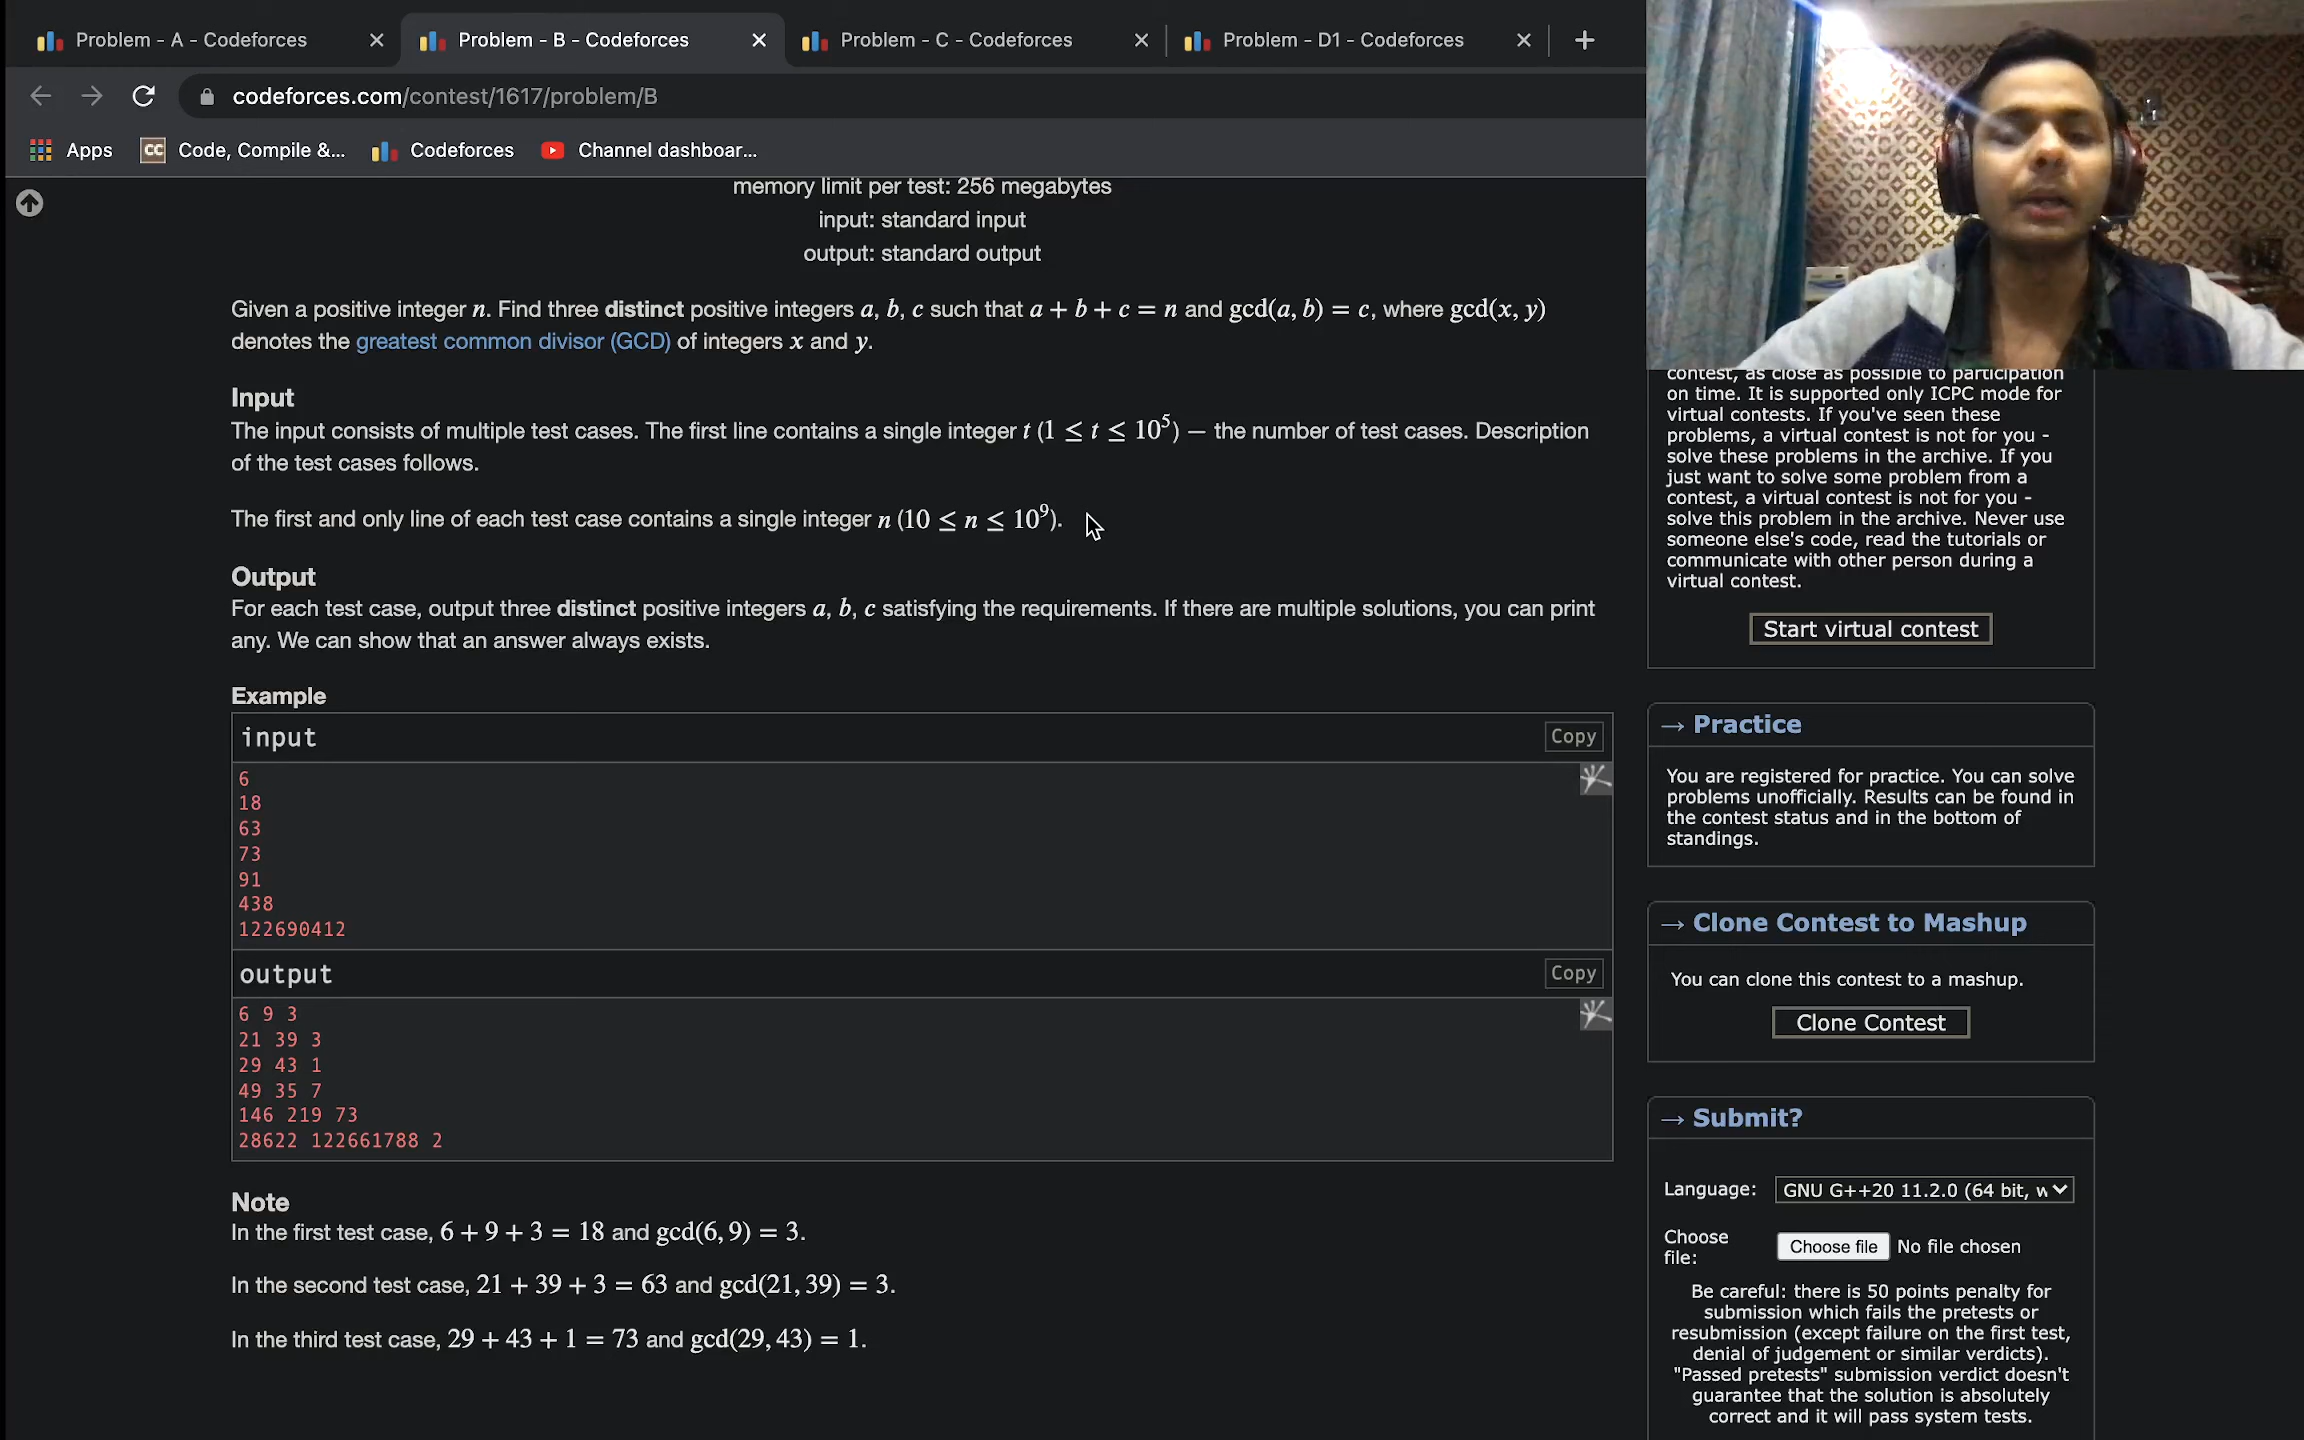 Problem - A - Codeforces
Problem - B - Codeforces
Problem - C - Codeforces
Problem - D1 - Codeforces
codeforces.com/contest/1617/problem/B
Apps
CC
Code, Compile &...
Codeforces
Channel dashboar...
memory limit per test: 256 megabytes
input: standard input
output: standard output
Given a positive integer n. Find three distinct positive integers a, b, c such that a + b + c = n and gcd(a, b) = c, where gcd(x, y)
denotes the greatest common divisor (GCD) of integers x and y.
Input
The input consists of multiple test cases. The first line contains a single integer t (1 ≤ t ≤ 10⁵) — the number of test cases. Description
of the test cases follows.
The first and only line of each test case contains a single integer n (10 ≤ n ≤ 10⁹).
Output
For each test case, output three distinct positive integers a, b, c satisfying the requirements. If there are multiple solutions, you can print
any. We can show that an answer always exists.
Example
input
Copy
6
18
63
73
91
438
122690412
output
Copy
6 9 3
21 39 3
29 43 1
49 35 7
146 219 73
28622 122661788 2
Note
In the first test case, 6 + 9 + 3 = 18 and gcd(6, 9) = 3.
In the second test case, 21 + 39 + 3 = 63 and gcd(21, 39) = 3.
In the third test case, 29 + 43 + 1 = 73 and gcd(29, 43) = 1.
contest, as close as possible to participation
on time. It is supported only ICPC mode for
virtual contests. If you've seen these
problems, a virtual contest is not for you -
solve these problems in the archive. If you
just want to solve some problem from a
contest, a virtual contest is not for you -
solve this problem in the archive. Never use
someone else's code, read the tutorials or
communicate with other person during a
virtual contest.
Start virtual contest
→ Practice
You are registered for practice. You can solve
problems unofficially. Results can be found in
the contest status and in the bottom of
standings.
→ Clone Contest to Mashup
You can clone this contest to a mashup.
Clone Contest
→ Submit?
Language:
GNU G++20 11.2.0 (64 bit, w
Choose
file:
Choose file
No file chosen
Be careful: there is 50 points penalty for
submission which fails the pretests or
resubmission (except failure on the first test,
denial of judgement or similar verdicts).
"Passed pretests" submission verdict doesn't
guarantee that the solution is absolutely
correct and it will pass system tests.